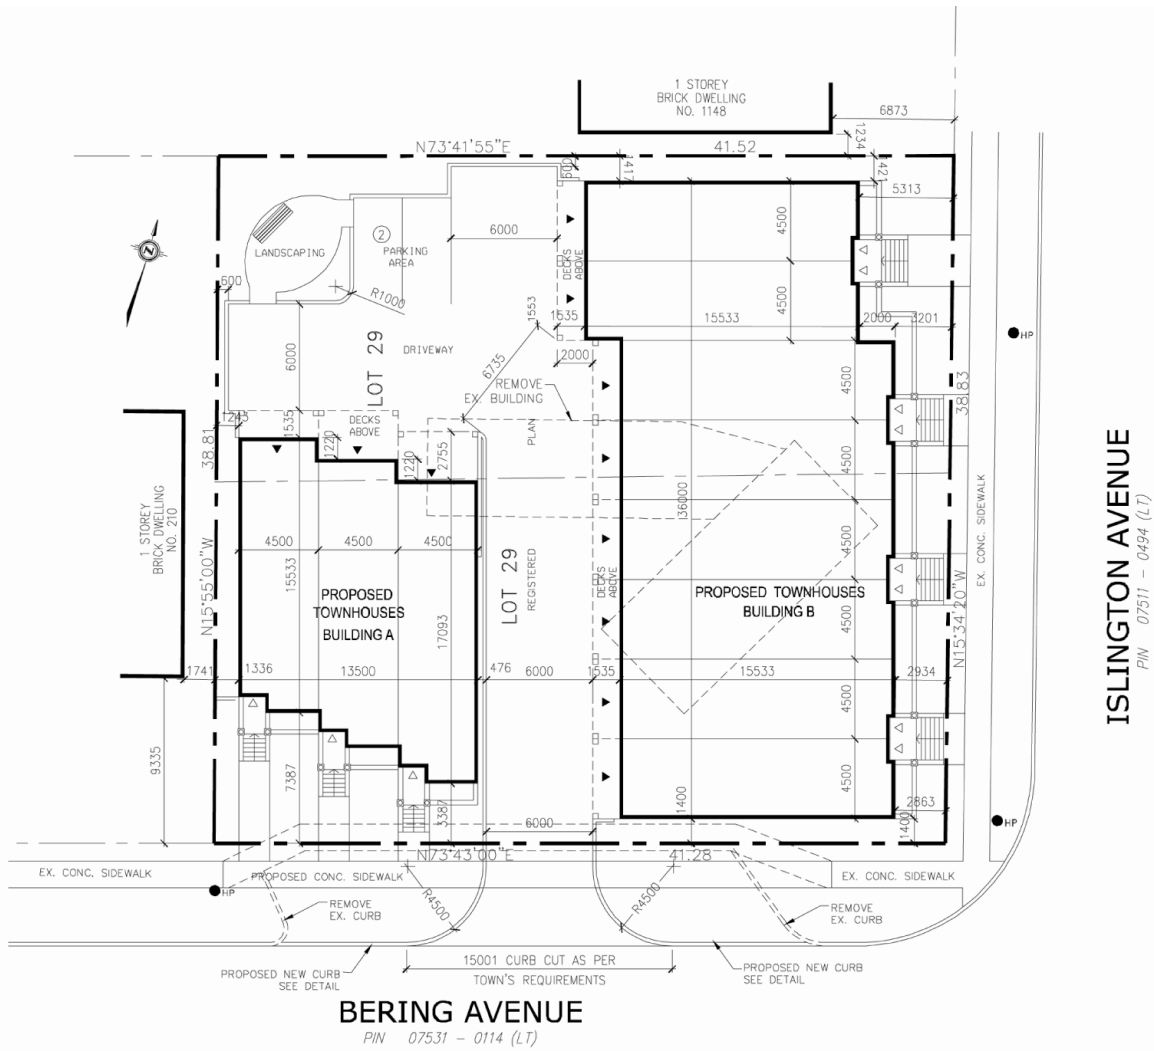 1 STOREY
BRICK DWELLING
NO. 1148
6873
1234
N73°41'55"E
41.52
600
1417
1421
5313
4500
6000
2
PARKING
AREA
LANDSCAPING
DECKS
ABOVE
600
R1000
4500
1553
1535
15533
2000
3201
HP
DRIVEWAY
LOT 29
6000
6735
2000
REMOVE
EX. BUILDING
4500
38.83
1243
1535
DECKS
ABOVE
1220
1220
2755
PLAN
38.81
4500
1 STOREY
BRICK DWELLING
NO. 210
36000
EX. CONC. SIDEWALK
4500
4500
4500
4500
15533
N15°55'00"W
LOT 29
REGISTERED
DECKS
ABOVE
PROPOSED
TOWNHOUSES
BUILDING A
PROPOSED TOWNHOUSES
BUILDING B
4500
N15°34'20"W
17093
1741
1336
13500
476
6000
1535
15533
2934
4500
ISLINGTON AVENUE
PIN 07511 - 0494 (LT)
9335
7387
3387
4500
1400
2863
1400
6000
HP
N73°43'00"E
41.28
EX. CONC. SIDEWALK
PROPOSED CONC. SIDEWALK
EX. CONC. SIDEWALK
HP
R4500
R4500
REMOVE
EX. CURB
REMOVE
EX. CURB
PROPOSED NEW CURB
SEE DETAIL
15001 CURB CUT AS PER
TOWN'S REQUIREMENTS
PROPOSED NEW CURB
SEE DETAIL
BERING AVENUE
PIN 07531 - 0114 (LT)